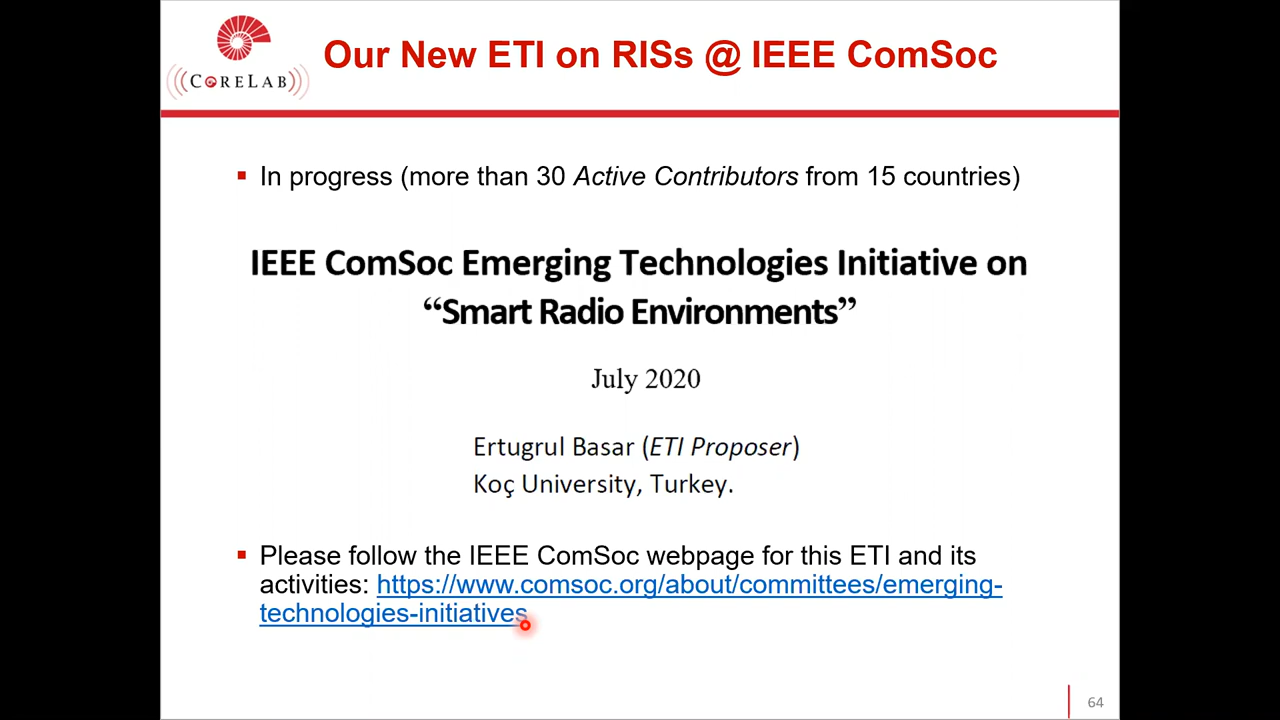 CORELAB
Our New ETI on RISs @ IEEE ComSoc
▪ In progress (more than 30 Active Contributors from 15 countries)
IEEE ComSoc Emerging Technologies Initiative on
“Smart Radio Environments”
July 2020
Ertugrul Basar (ETI Proposer)
Koç University, Turkey.
▪ Please follow the IEEE ComSoc webpage for this ETI and its
activities: https://www.comsoc.org/about/committees/emerging-
technologies-initiatives
64